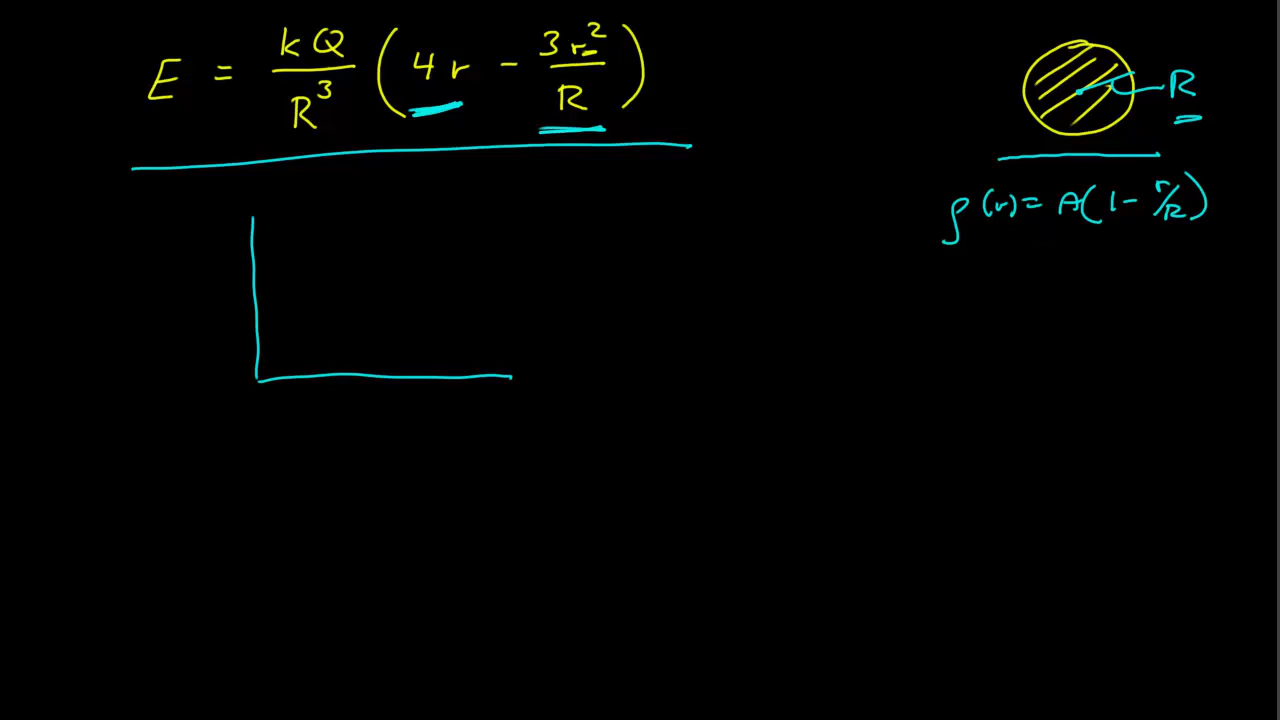 E = kQ/R³ (4r - 3r²/R)
R
ρ(r) = A(1 - r/R)